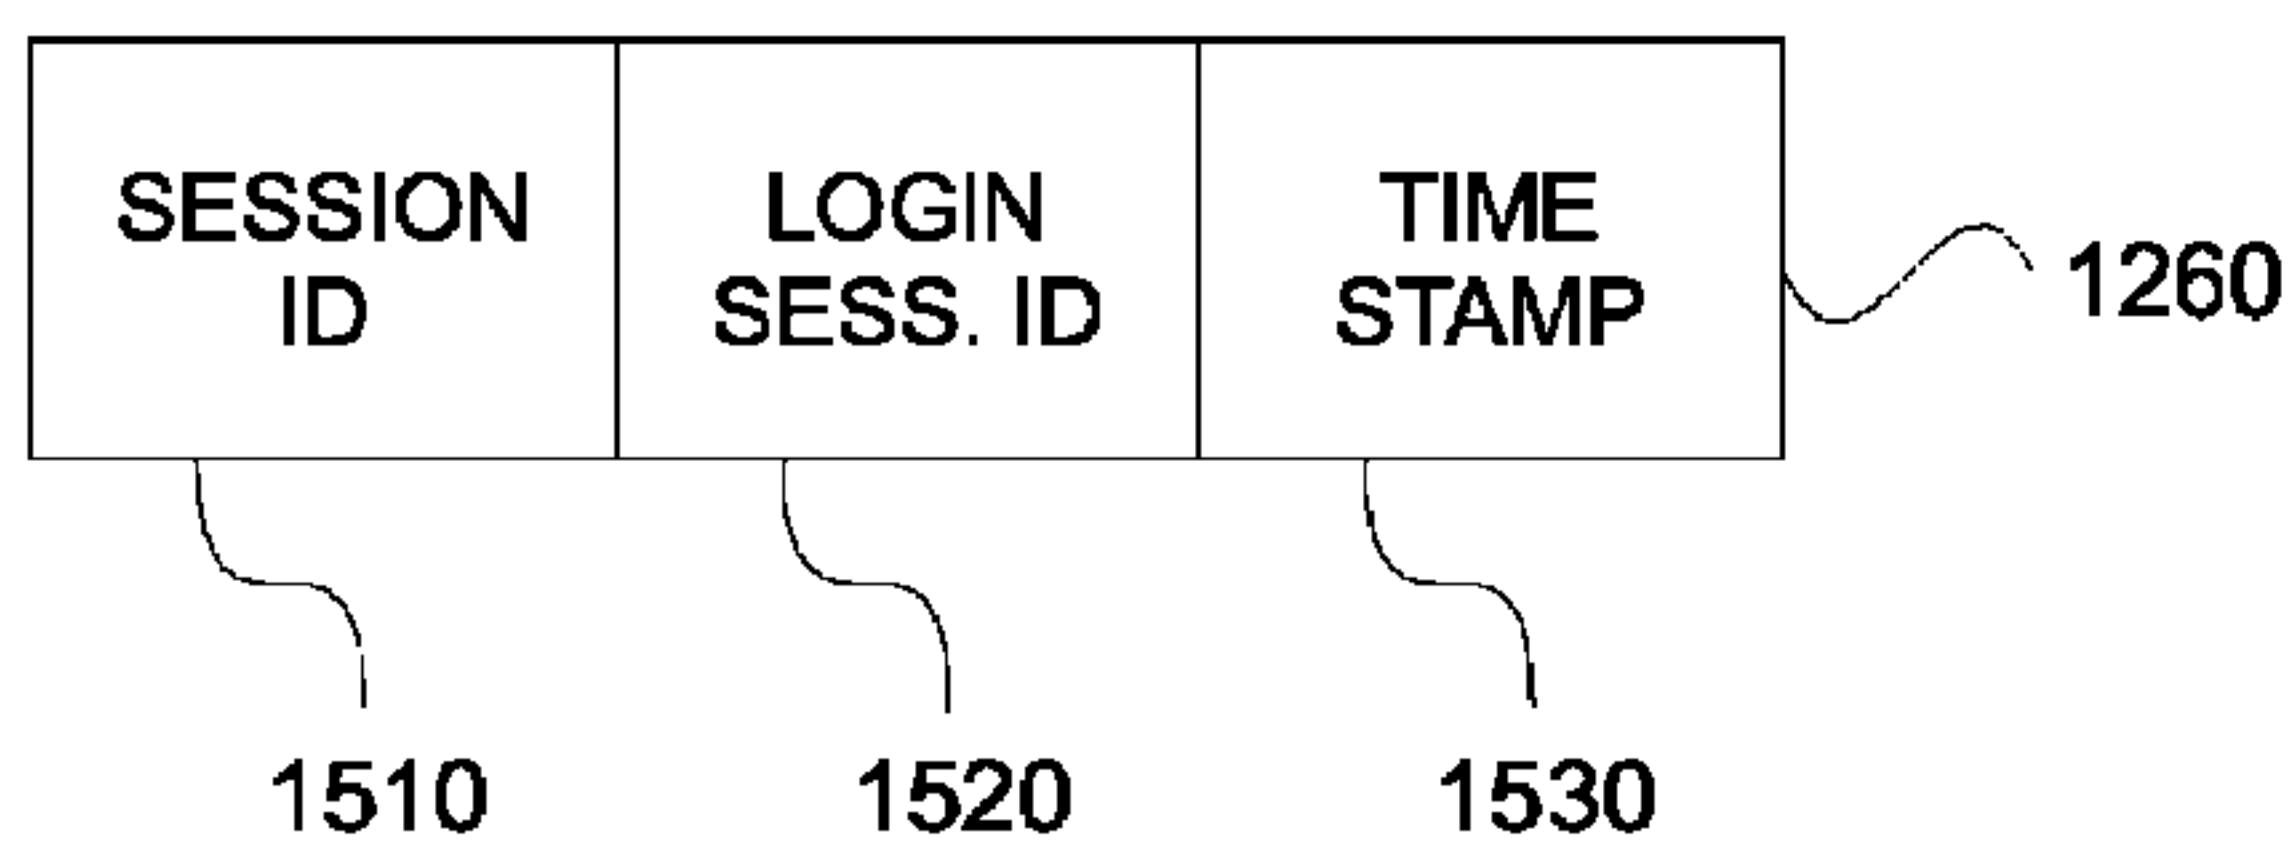 SESSION
ID
LOGIN
SESS. ID
TIME
STAMP
1260
1510
1520
1530